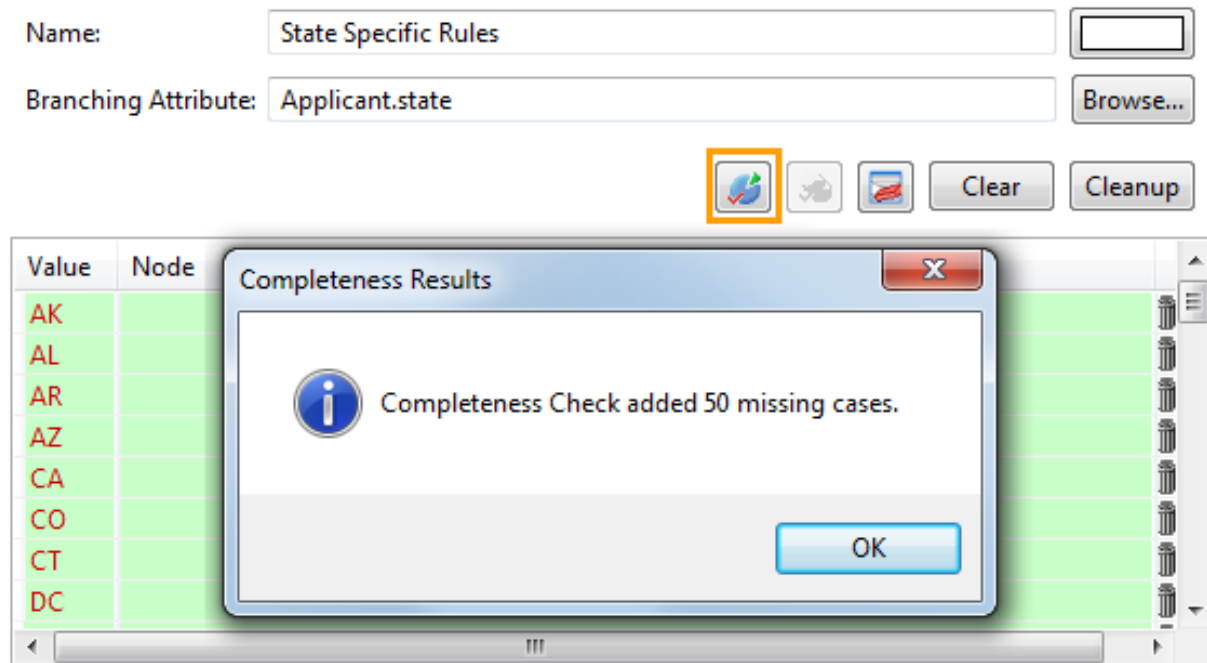 Name: State Specific Rules
Branching Attribute: Applicant.state Browse...
Clear Cleanup
Value Node
Completeness Results
AK
AL
AR
Completeness Check added 50 missing cases.
AZ
CA
CO
CT
OK
DC